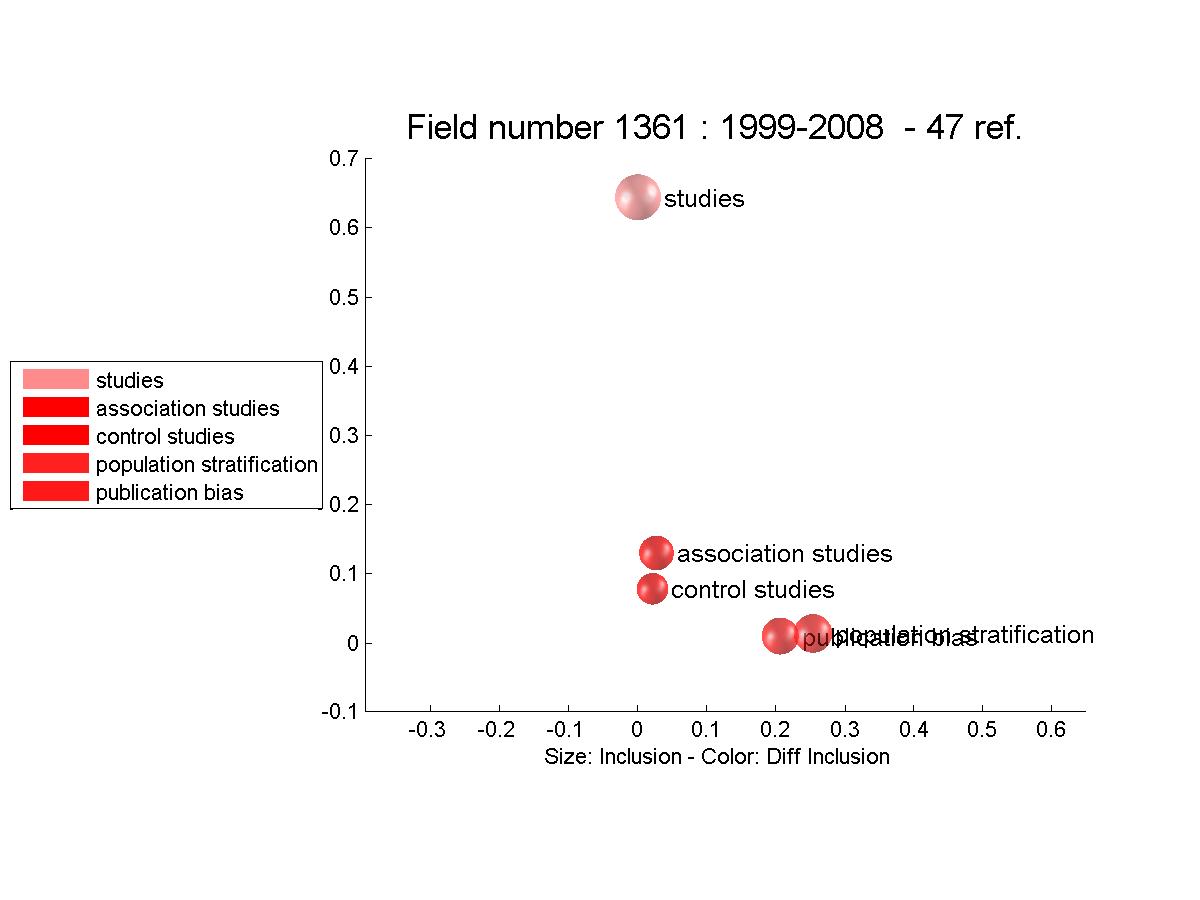 Field number 1361 : 1999-2008  - 47 ref.
0.7
studies
0.6
0.5
0.4
studies
association studies
control studies
population stratification
publication bias
0.3
0.2
association studies
0.1
control studies
population stratification
publication bias
0
-0.1
-0.3 -0.2 -0.1 0 0.1 0.2 0.3 0.4 0.5 0.6
Size: Inclusion - Color: Diff Inclusion